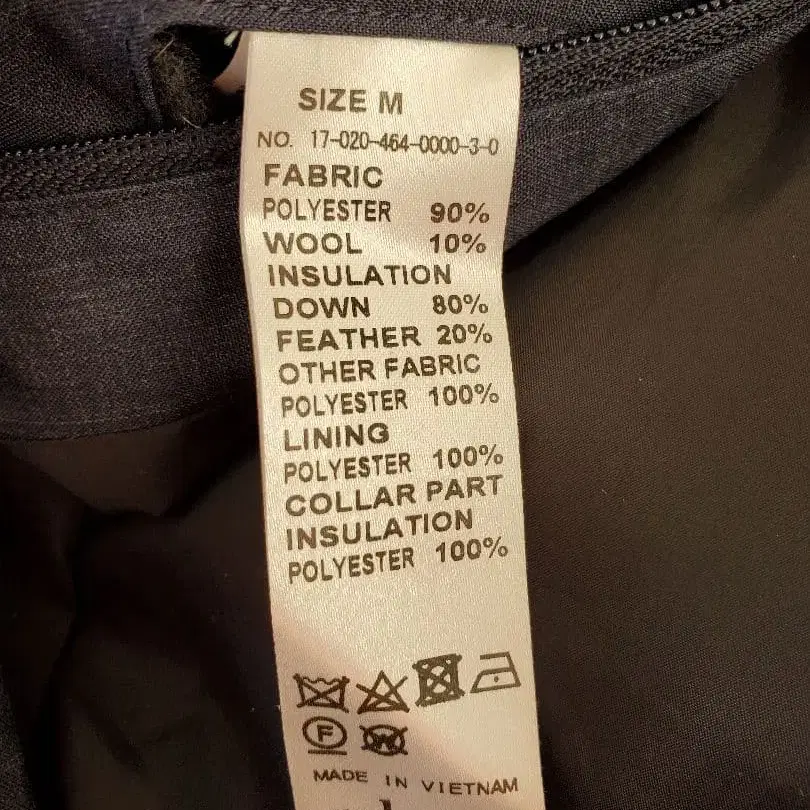 SIZE M
NO. 17-020-464-0000-3-0
FABRIC
POLYESTER 90%
WOOL 10%
INSULATION
DOWN 80%
FEATHER 20%
OTHER FABRIC
POLYESTER 100%
LINING
POLYESTER 100%
COLLAR PART
INSULATION
POLYESTER 100%
F W
MADE IN VIETNAM